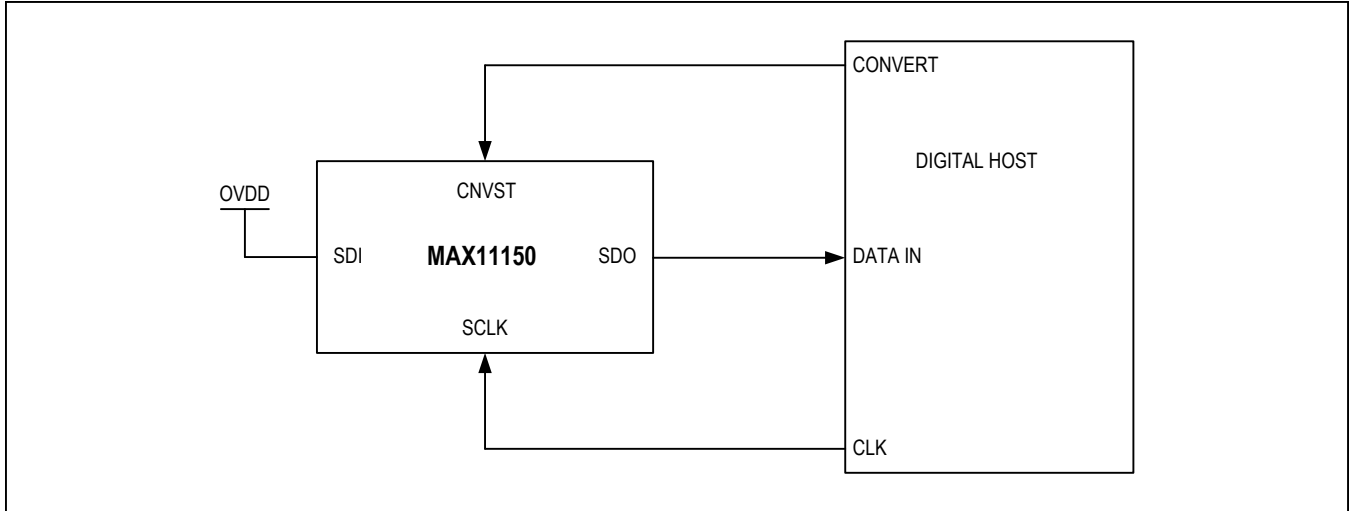 CONVERT
DIGITAL HOST
CNVST
OVDD
SDI
MAX11150
SDO
DATA IN
SCLK
CLK